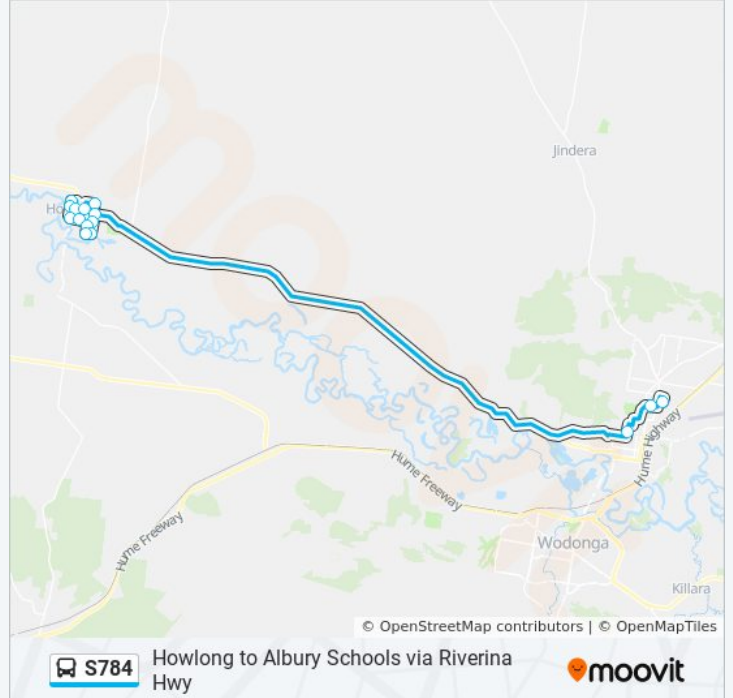 Jindera
Ho
Hume Highway
Hume Freeway
Hume Freeway
Wodonga
Killara
© OpenStreetMap contributors | © OpenMapTiles
S784
Howlong to Albury Schools via Riverina
Hwy
moovit